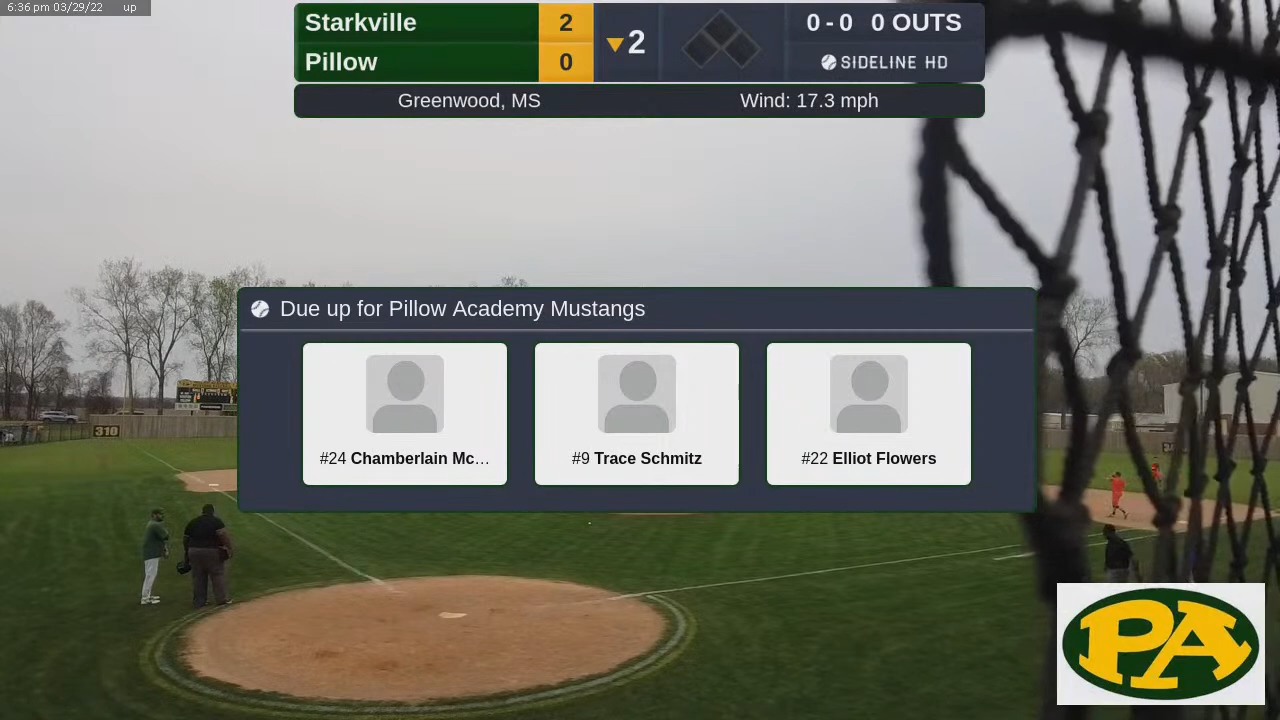 6:36 pm 03/29/22 up
Starkville 2
Pillow 0
2
0 - 0 0 OUTS
SIDELINE HD
Greenwood, MS Wind: 17.3 mph
Due up for Pillow Academy Mustangs
#24 Chamberlain Mc...
#9 Trace Schmitz
#22 Elliot Flowers
310
PA